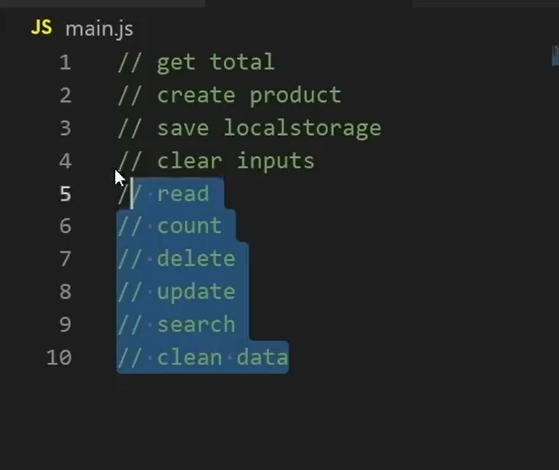 JS main.js
1 // get total
2 // create product
3 // save localstorage
4 // clear inputs
5 // read
6 // count
7 // delete
8 // update
9 // search
10 // clean data